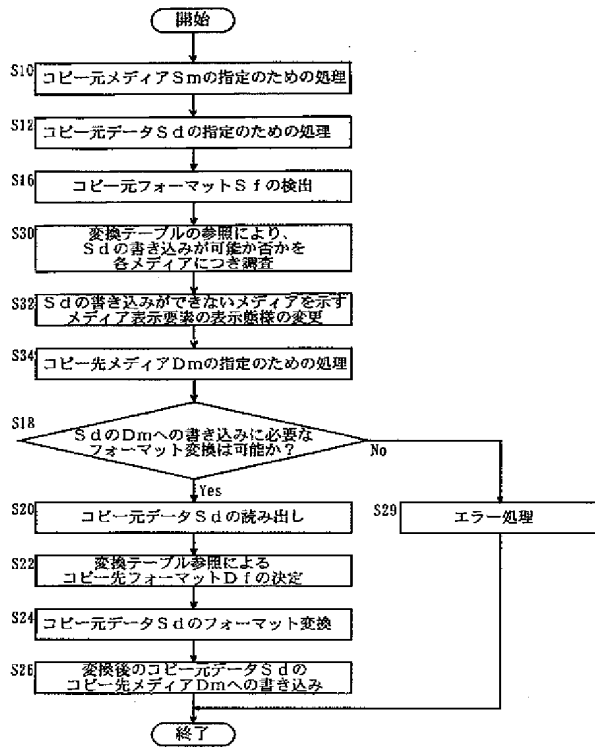 開始
S10
コピー元メディアSmの指定のための処理
S12
コピー元データSdの指定のための処理
S16
コピー元フォーマットSfの検出
S30
変換テーブルの参照により、
Sdの書き込みが可能か否かを
各メディアにつき調査
S32
Sdの書き込みができないメディアを示す
メディア表示要素の表示態様の変更
S34
コピー先メディアDmの指定のための処理
S18
SdのDmへの書き込みに必要な
フォーマット変換は可能か？
No
Yes
S20
コピー元データSdの読み出し
S29
エラー処理
S22
変換テーブル参照による
コピー先フォーマットDfの決定
S24
コピー元データSdのフォーマット変換
S26
変換後のコピー元データSdの
コピー先メディアDmへの書き込み
終了